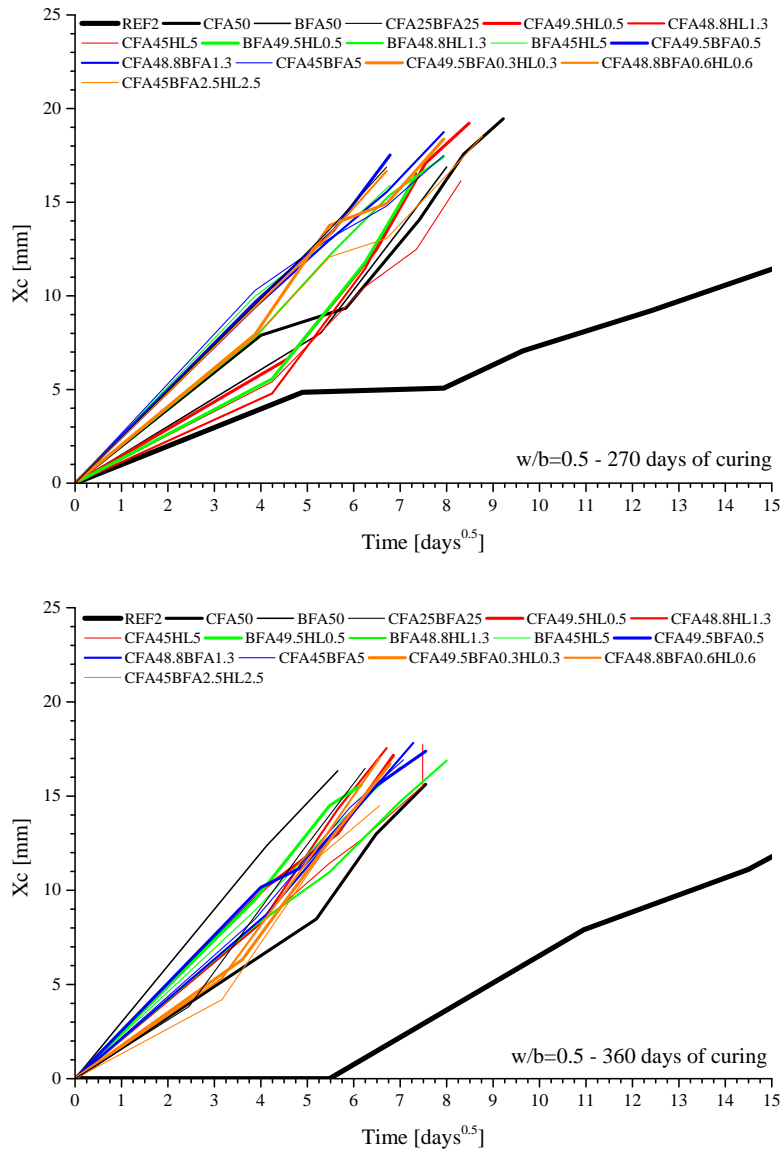 REF2 CFA50 BFA50 CFA25BFA25 CFA49.5HL0.5 CFA48.8HL1.3
CFA45HL5 BFA49.5HL0.5 BFA48.8HL1.3 BFA45HL5 CFA49.5BFA0.5
CFA48.8BFA1.3 CFA45BFA5 CFA49.5BFA0.3HL0.3 CFA48.8BFA0.6HL0.6
CFA45BFA2.5HL2.5
25
20
15
10
5
0
Xc [mm]
w/b=0.5 - 270 days of curing
0 1 2 3 4 5 6 7 8 9 10 11 12 13 14 15
Time [days^0.5]
REF2 CFA50 BFA50 CFA25BFA25 CFA49.5HL0.5 CFA48.8HL1.3
CFA45HL5 BFA49.5HL0.5 BFA48.8HL1.3 BFA45HL5 CFA49.5BFA0.5
CFA48.8BFA1.3 CFA45BFA5 CFA49.5BFA0.3HL0.3 CFA48.8BFA0.6HL0.6
CFA45BFA2.5HL2.5
25
20
15
10
5
0
Xc [mm]
w/b=0.5 - 360 days of curing
0 1 2 3 4 5 6 7 8 9 10 11 12 13 14 15
Time [days^0.5]